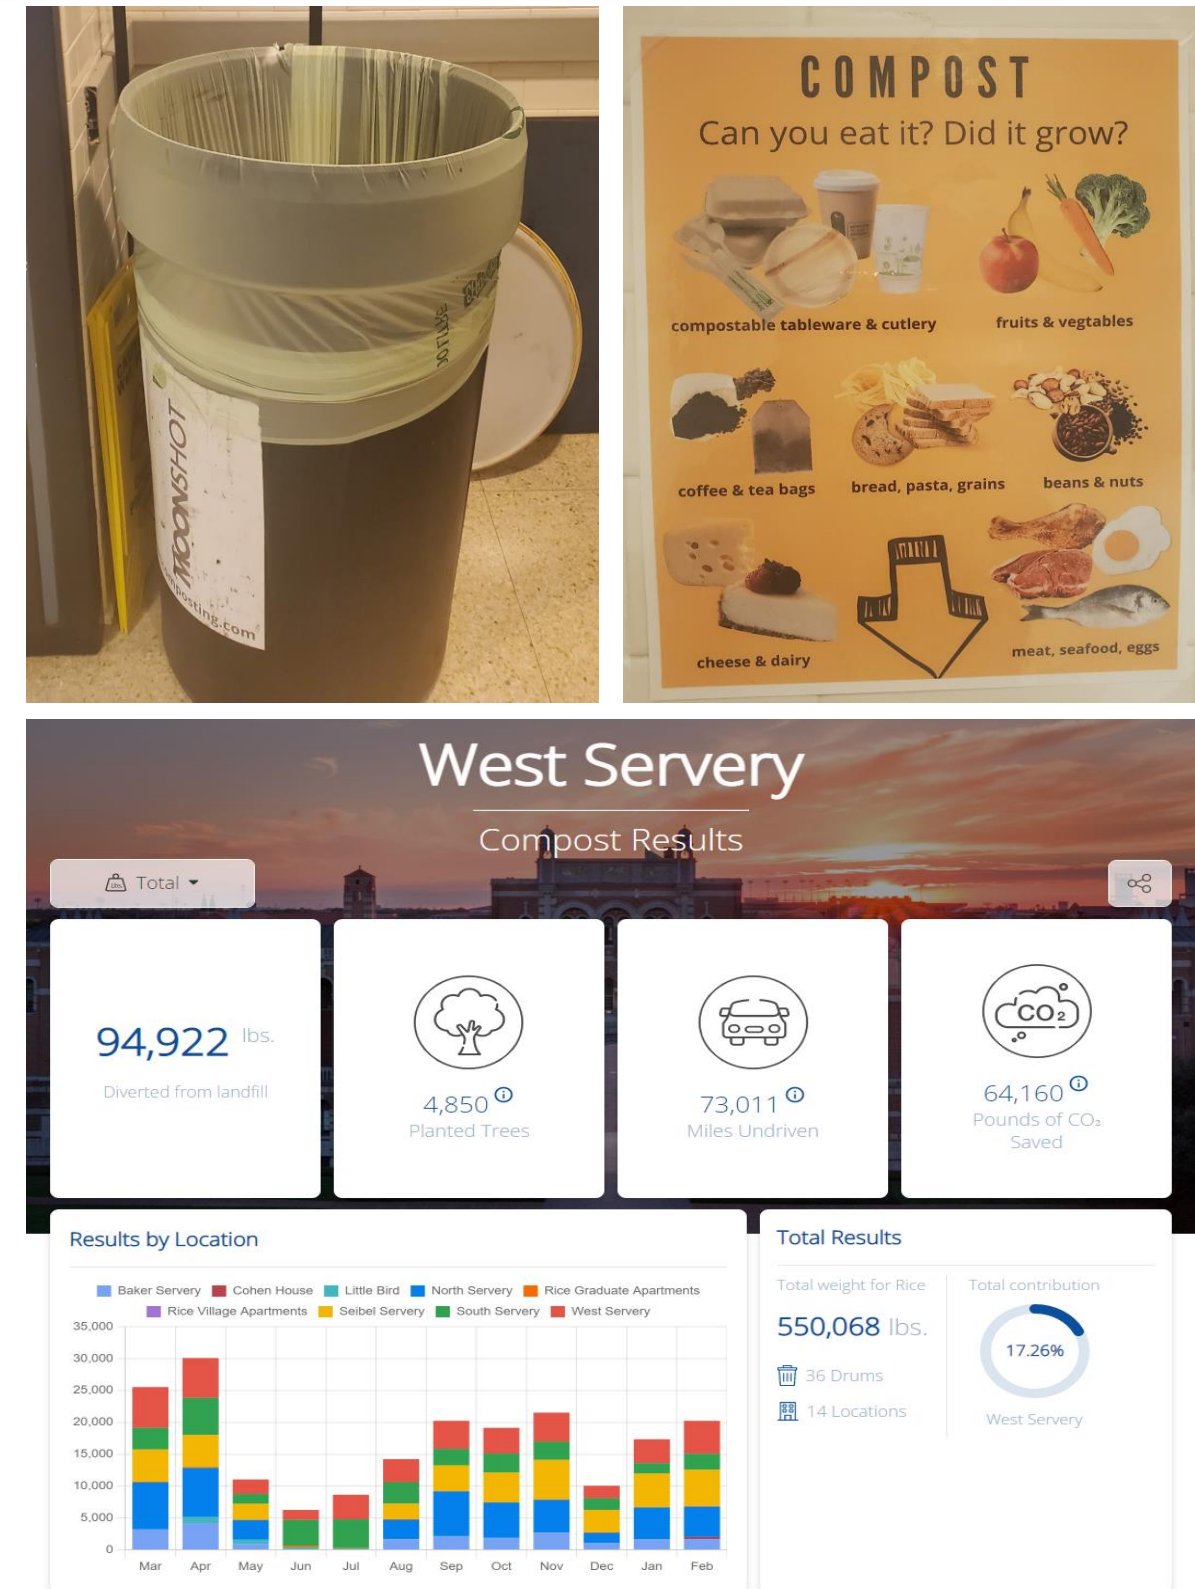 DO FLIP
MOONSHOT
mposting.com
COMPOST
Can you eat it? Did it grow?
compostable tableware & cutlery
fruits & vegtables
coffee & tea bags
bread, pasta, grains
beans & nuts
cheese & dairy
meat, seafood, eggs
West Servery
Compost Results
Total
94,922 lbs.
Diverted from landfill
4,850
Planted Trees
73,011
Miles Undriven
CO₂
64,160
Pounds of CO₂
Saved
Results by Location
Baker Servery Cohen House Little Bird North Servery Rice Graduate Apartments
Rice Village Apartments Seibel Servery South Servery West Servery
35,000
30,000
25,000
20,000
15,000
10,000
5,000
0
Mar Apr May Jun Jul Aug Sep Oct Nov Dec Jan Feb
Total Results
Total weight for Rice
550,068 lbs.
36 Drums
14 Locations
Total contribution
17.26%
West Servery